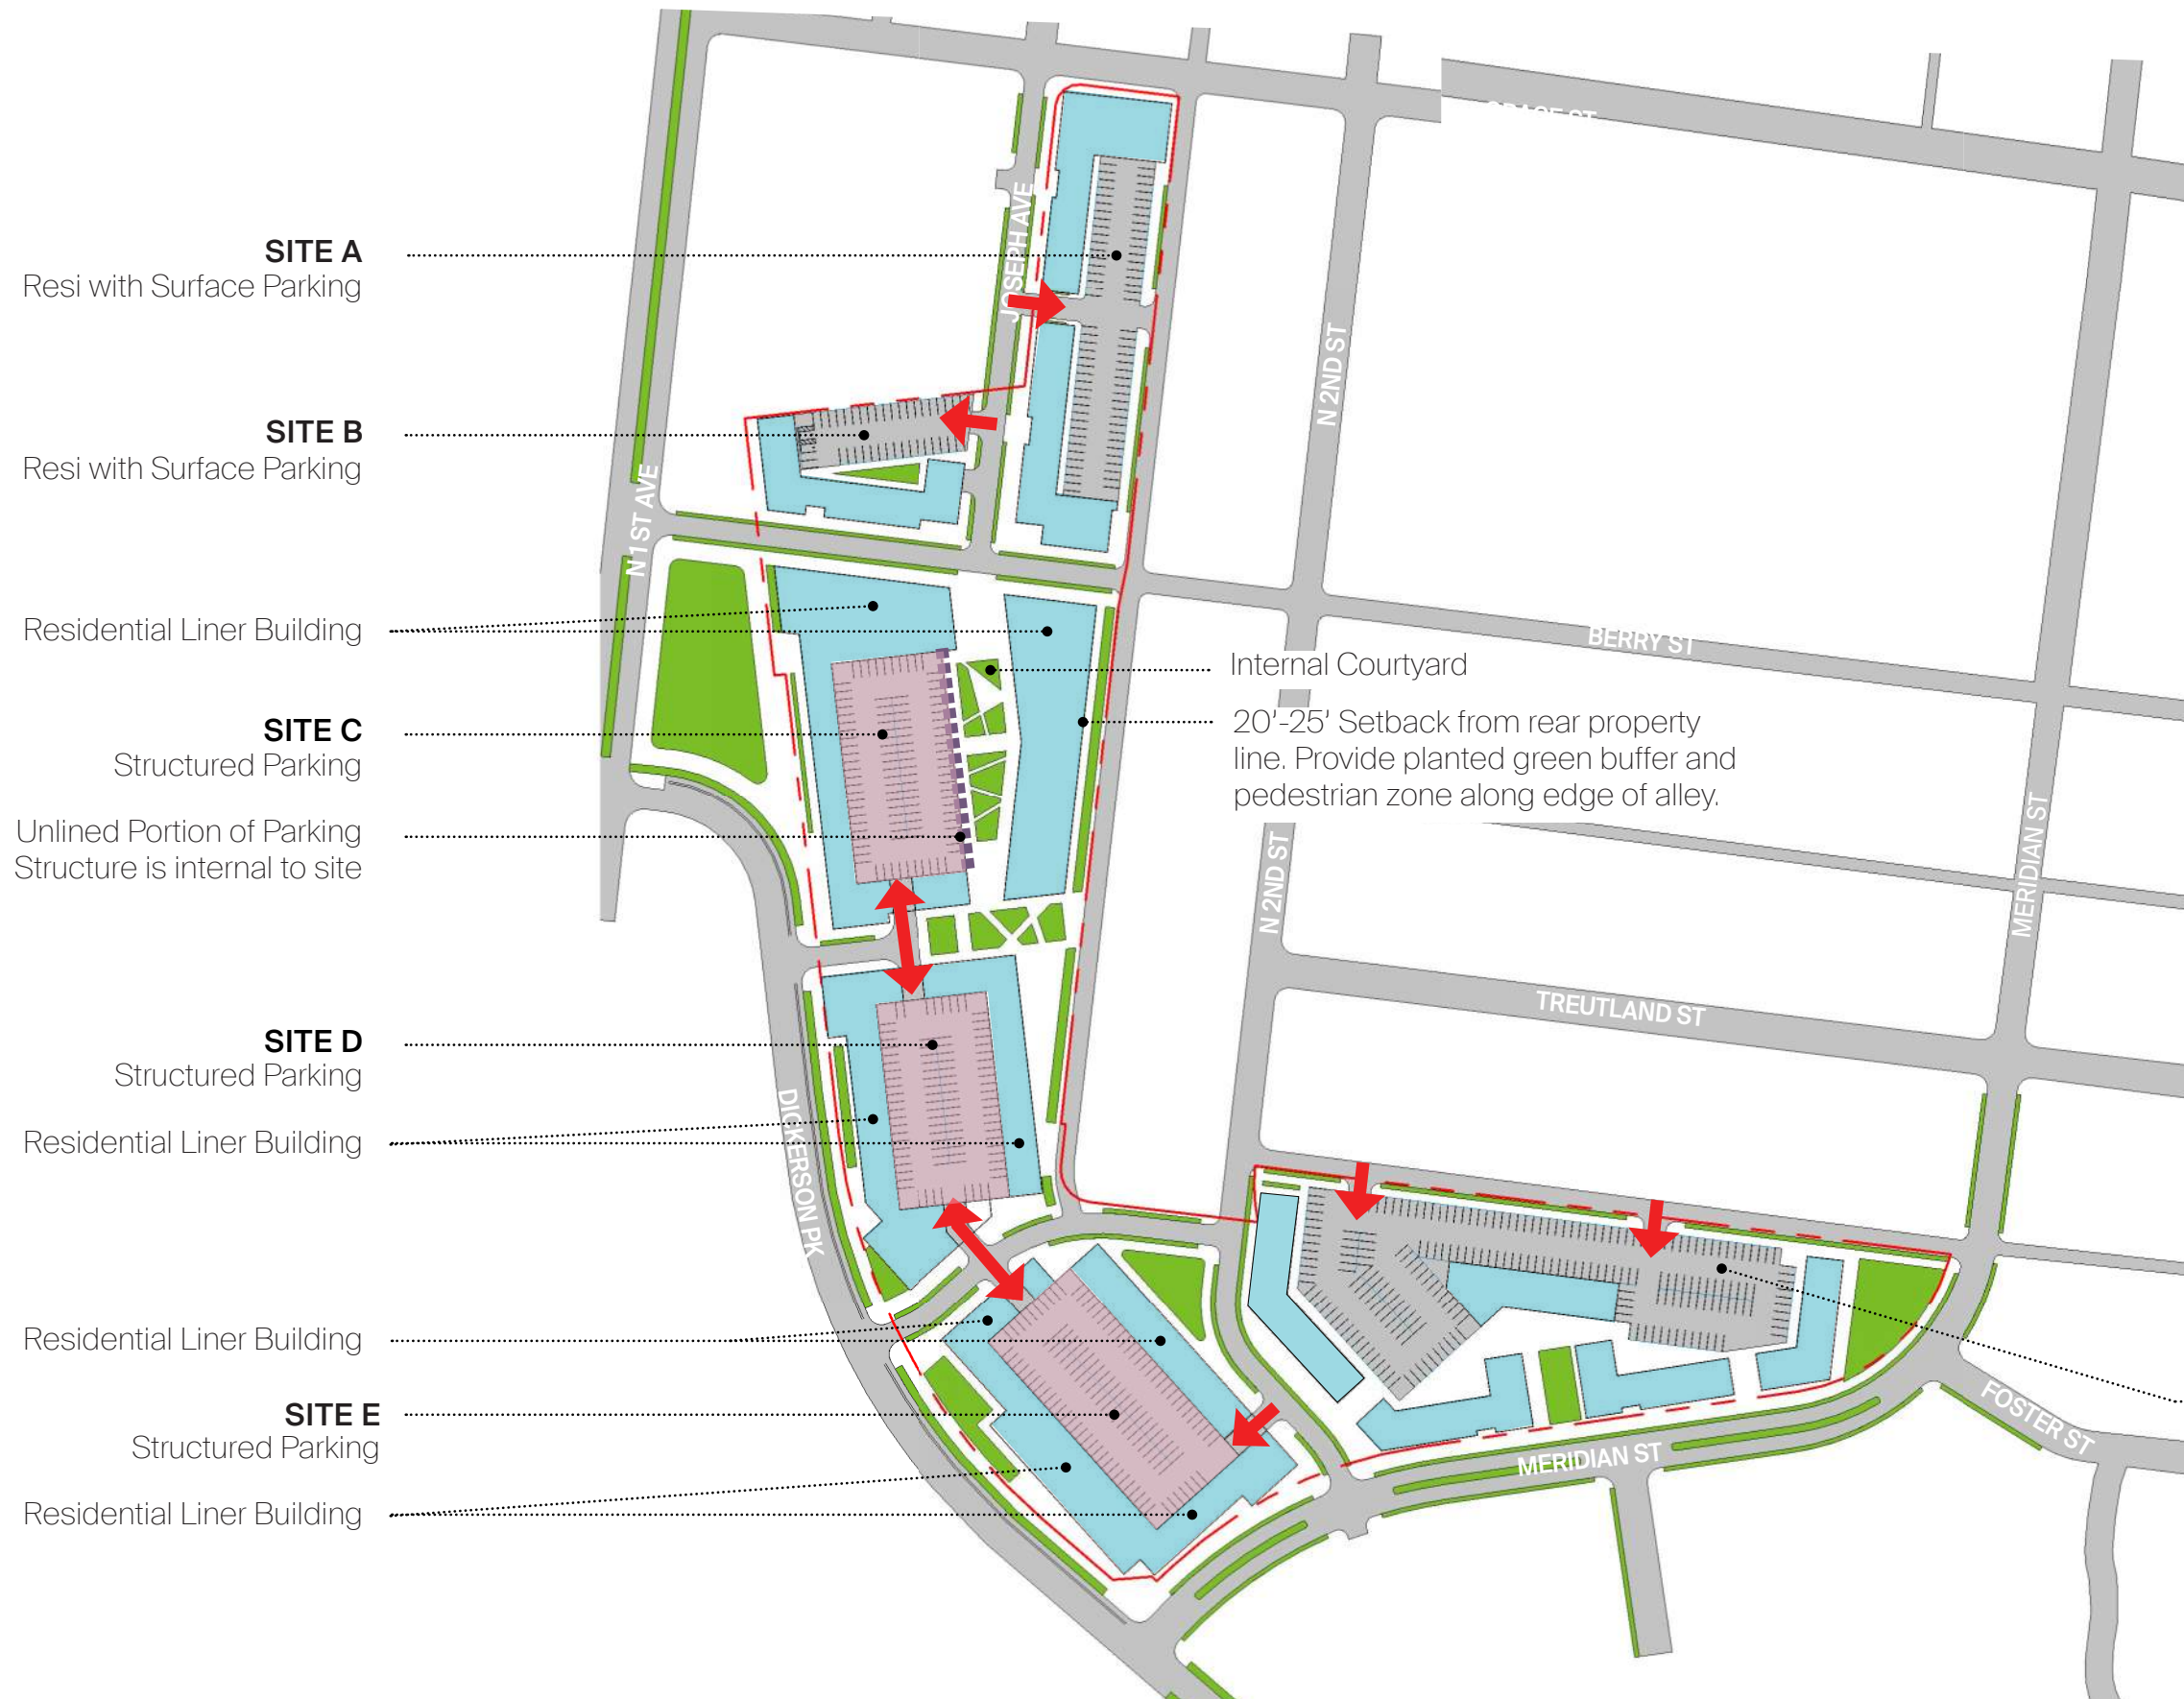 GRACE ST
SITE A
Resi with Surface Parking
JOSEPH AVE
N 2ND ST
SITE B
Resi with Surface Parking
N 1ST AVE
Residential Liner Building
BERRY ST
Internal Courtyard
20'-25' Setback from rear property
line. Provide planted green buffer and
pedestrian zone along edge of alley.
SITE C
Structured Parking
Unlined Portion of Parking
Structure is internal to site
N 2ND ST
MERIDIAN ST
TREUTLAND ST
SITE D
Structured Parking
Residential Liner Building
DICKERSON PK
Residential Liner Building
SITE E
Structured Parking
FOSTER ST
MERIDIAN ST
Residential Liner Building